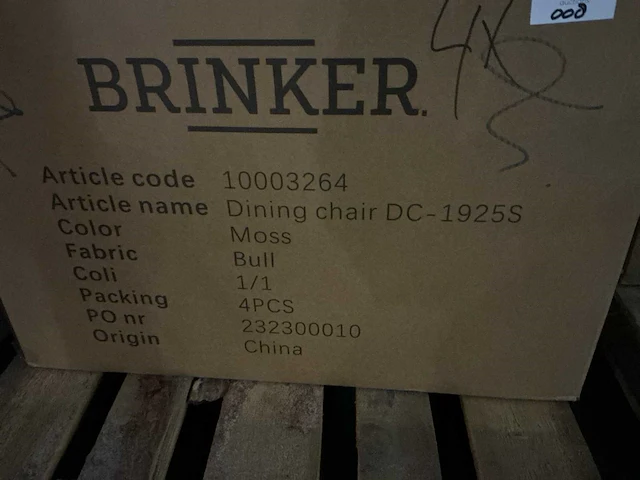 000
4X
BRINKER.
Article code 10003264
Article name Dining chair DC-1925S
Color Moss
Fabric Bull
Coli 1/1
Packing 4PCS
PO nr 232300010
Origin China